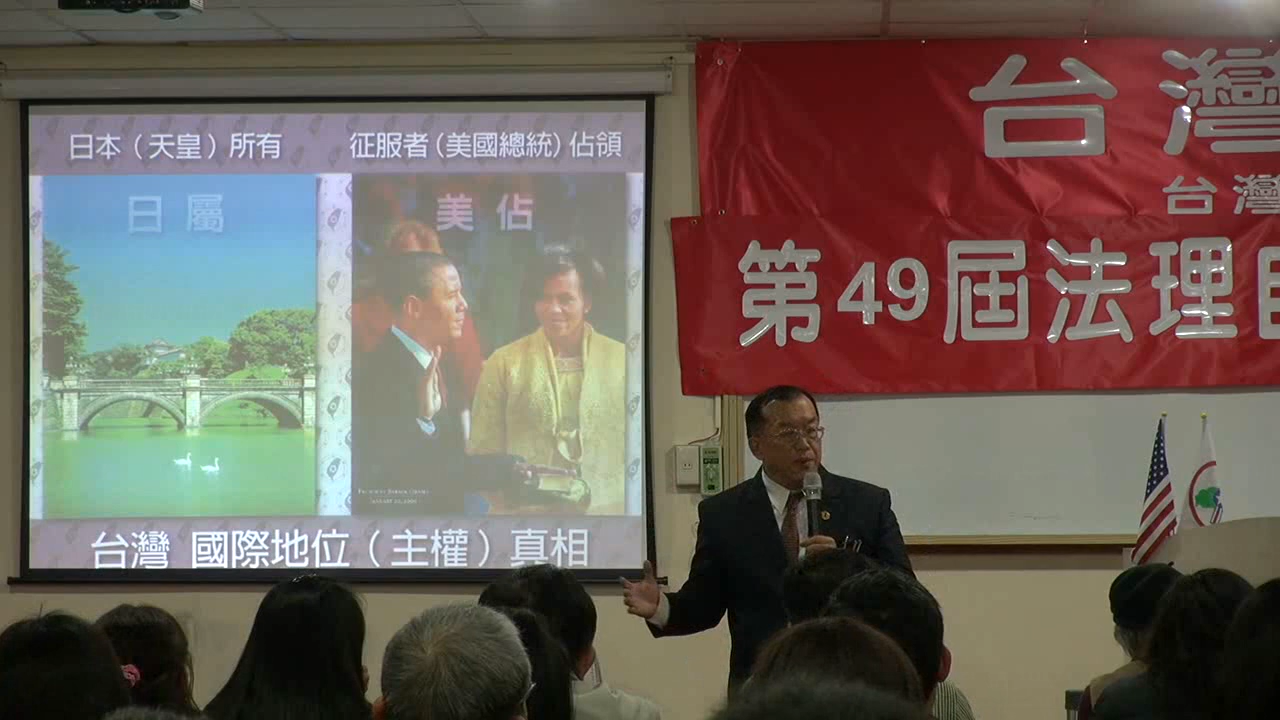 日本（天皇）所有
征服者（美國總統）佔領
日屬
美佔
台灣 國際地位（主權）真相
台灣
台灣
第49屆法理